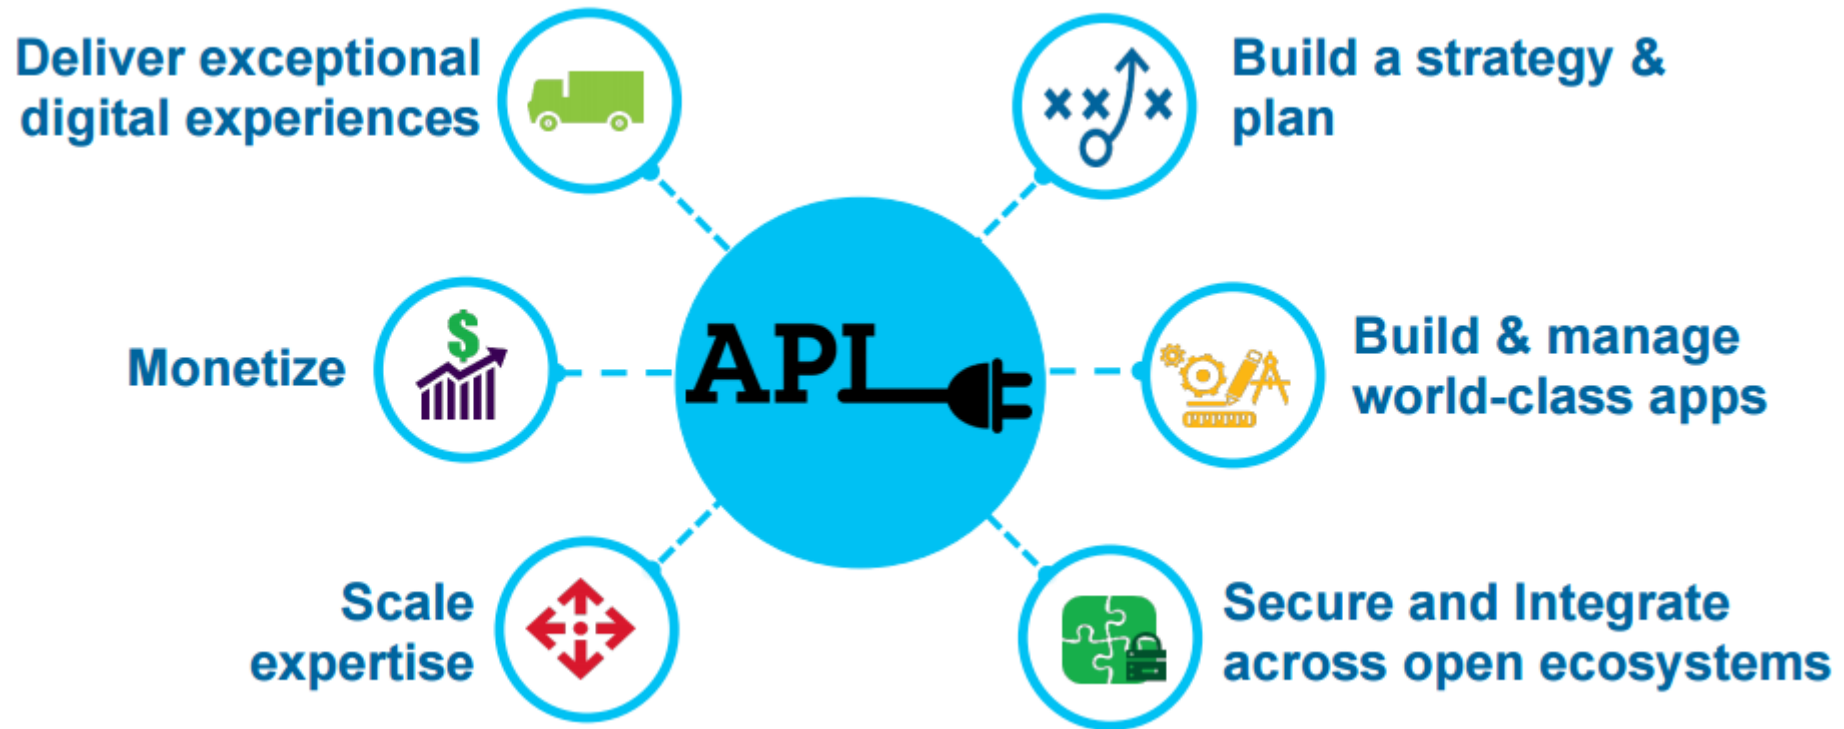 Deliver exceptional
digital experiences
Build a strategy &
plan
Monetize
API
Build & manage
world-class apps
Scale
expertise
Secure and Integrate
across open ecosystems